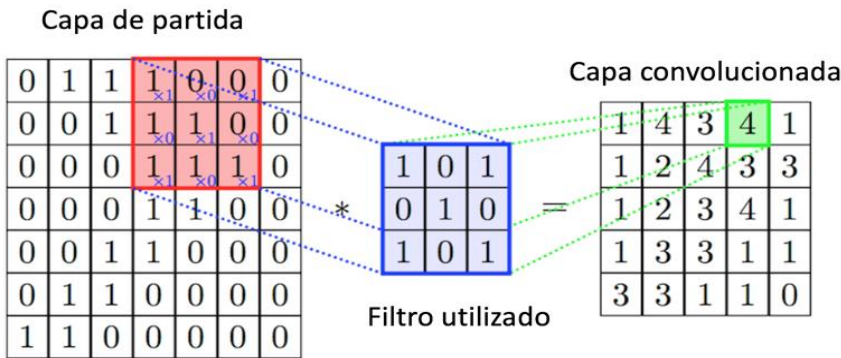 Capa de partida
Capa convolucionada
0 1 1 1 0 0 0
×1 ×0 ×1
0 0 1 1 1 0 0
×0 ×1 ×0
0 0 0 1 1 1 0
×1 ×0 ×1
0 0 0 1 1 0 0
0 0 1 1 0 0 0
0 1 1 0 0 0 0
1 1 0 0 0 0 0
*
1 0 1
0 1 0
1 0 1
Filtro utilizado
=
1 4 3 4 1
1 2 4 3 3
1 2 3 4 1
1 3 3 1 1
3 3 1 1 0